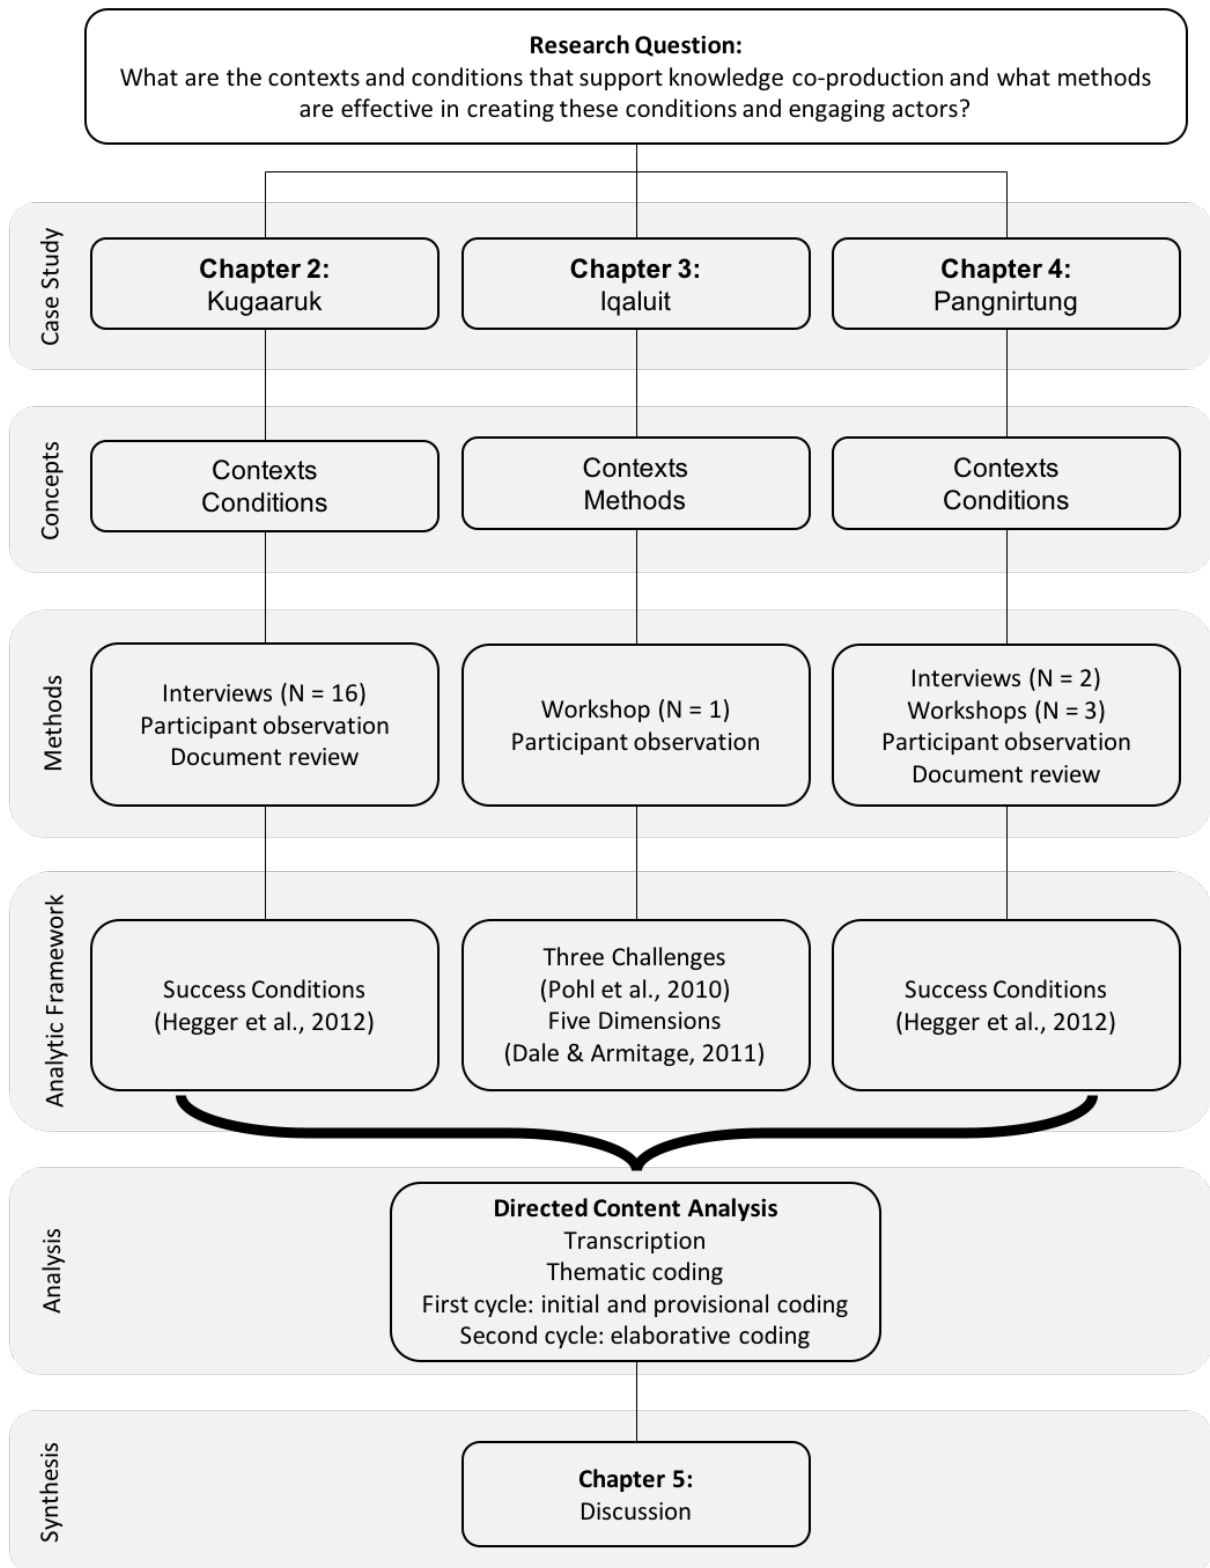 Research Question:
What are the contexts and conditions that support knowledge co-production and what methods
are effective in creating these conditions and engaging actors?
Case Study
Chapter 2:
Kugaaruk
Chapter 3:
Iqaluit
Chapter 4:
Pangnirtung
Concepts
Contexts
Conditions
Contexts
Methods
Contexts
Conditions
Methods
Interviews (N = 16)
Participant observation
Document review
Workshop (N = 1)
Participant observation
Interviews (N = 2)
Workshops (N = 3)
Participant observation
Document review
Analytic Framework
Success Conditions
(Hegger et al., 2012)
Three Challenges
(Pohl et al., 2010)
Five Dimensions
(Dale & Armitage, 2011)
Success Conditions
(Hegger et al., 2012)
Analysis
Directed Content Analysis
Transcription
Thematic coding
First cycle: initial and provisional coding
Second cycle: elaborative coding
Synthesis
Chapter 5:
Discussion